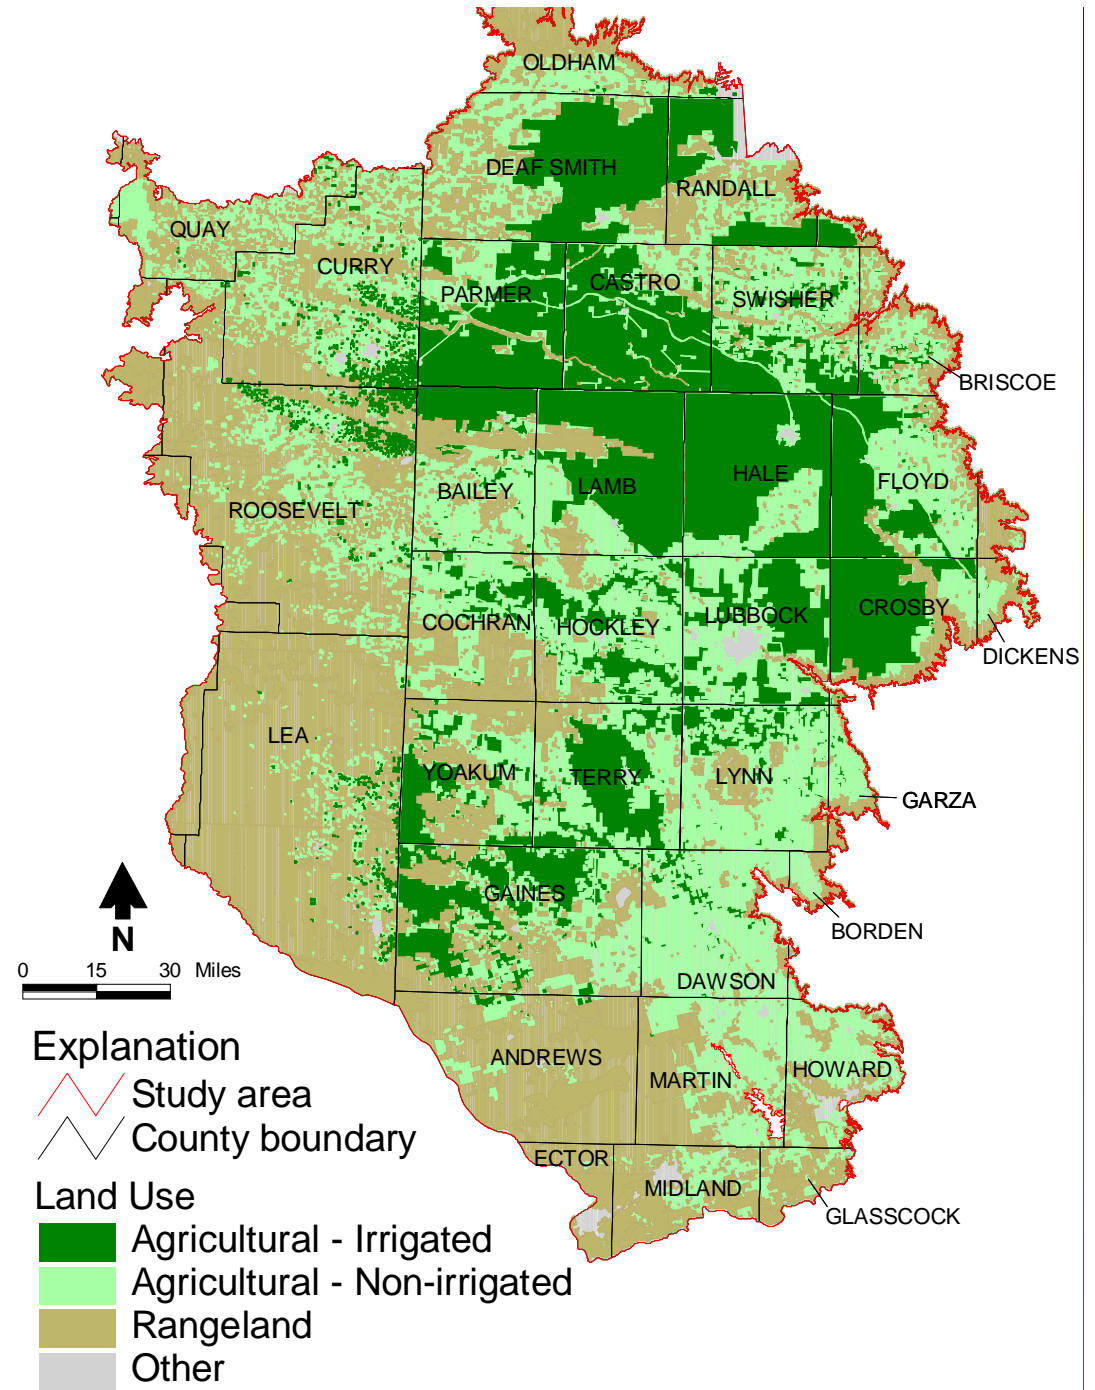 OLDHAM
DEAF SMITH
RANDALL
QUAY
CURRY
PARMER
CASTRO
SWISHER
BRISCOE
BAILEY
LAMB
HALE
FLOYD
ROOSEVELT
COCHRAN
HOCKLEY
LUBBOCK
CROSBY
DICKENS
LEA
YOAKUM
TERRY
LYNN
GARZA
GAINES
BORDEN
DAWSON
ANDREWS
MARTIN
HOWARD
ECTOR
MIDLAND
GLASSCOCK
N
0 15 30 Miles
Explanation
Study area
County boundary
Land Use
Agricultural - Irrigated
Agricultural - Non-irrigated
Rangeland
Other